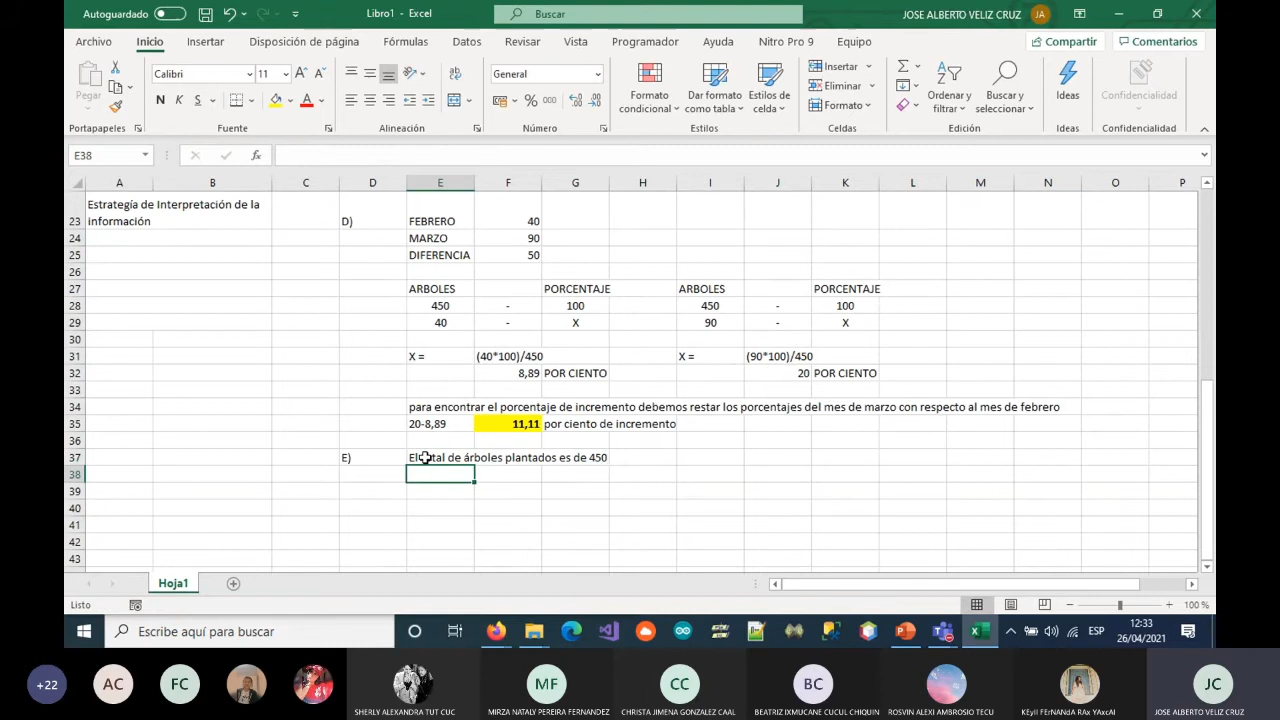 Autoguardado
Libro1 - Excel
Buscar
JOSE ALBERTO VELIZ CRUZ
JA
Archivo
Inicio
Insertar
Disposición de página
Fórmulas
Datos
Revisar
Vista
Programador
Ayuda
Nitro Pro 9
Equipo
Compartir
Comentarios
Pegar
Calibri
11
N K S
General
% 000
Formato condicional
Dar formato como tabla
Estilos de celda
Insertar
Eliminar
Formato
Ordenar y filtrar
Buscar y seleccionar
Ideas
Confidencialidad
Portapapeles
Fuente
Alineación
Número
Estilos
Celdas
Edición
Ideas
Confidencialidad
E38
fx
A B C D E F G H I J K L M N O P
Estrategía de Interpretación de la
23 información D) FEBRERO 40
24 MARZO 90
25 DIFERENCIA 50
26
27 ARBOLES PORCENTAJE ARBOLES PORCENTAJE
28 450 - 100 450 - 100
29 40 - X 90 - X
30
31 X = (40*100)/450 X = (90*100)/450
32 8,89 POR CIENTO 20 POR CIENTO
33
34 para encontrar el porcentaje de incremento debemos restar los porcentajes del mes de marzo con respecto al mes de febrero
35 20-8,89 11,11 por ciento de incremento
36
37 E) El total de árboles plantados es de 450
38
39
40
41
42
43
Hoja1
Listo
100 %
Escribe aquí para buscar
ESP
12:33
26/04/2021
+22
AC
FC
SHERLY ALEXANDRA TUT CUC
MF
MIRZA NATALY PEREIRA FERNANDEZ
CC
CHRISTA JIMENA GONZALEZ CAAL
BC
BEATRIZ IXMUCANE CUCUL CHIQUIN
ROSVIN ALEXI AMBROSIO TECU
KEyll FErNAndA RAx YAxcAl
JC
JOSE ALBERTO VELIZ CRUZ